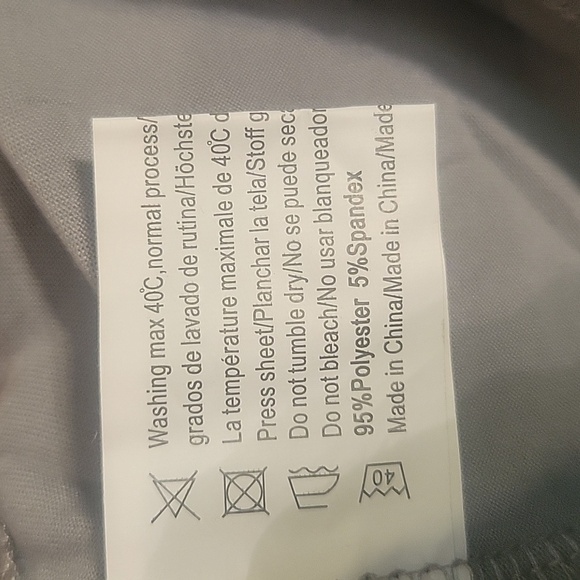 Washing max 40℃,normal process/
grados de lavado de rutina/Höchste
La température maximale de 40℃ d
Press sheet/Planchar la tela/Stoff g
Do not tumble dry/No se puede sec
Do not bleach/No usar blanqueador
95%Polyester 5%Spandex
Made in China/Made in China/Made
40